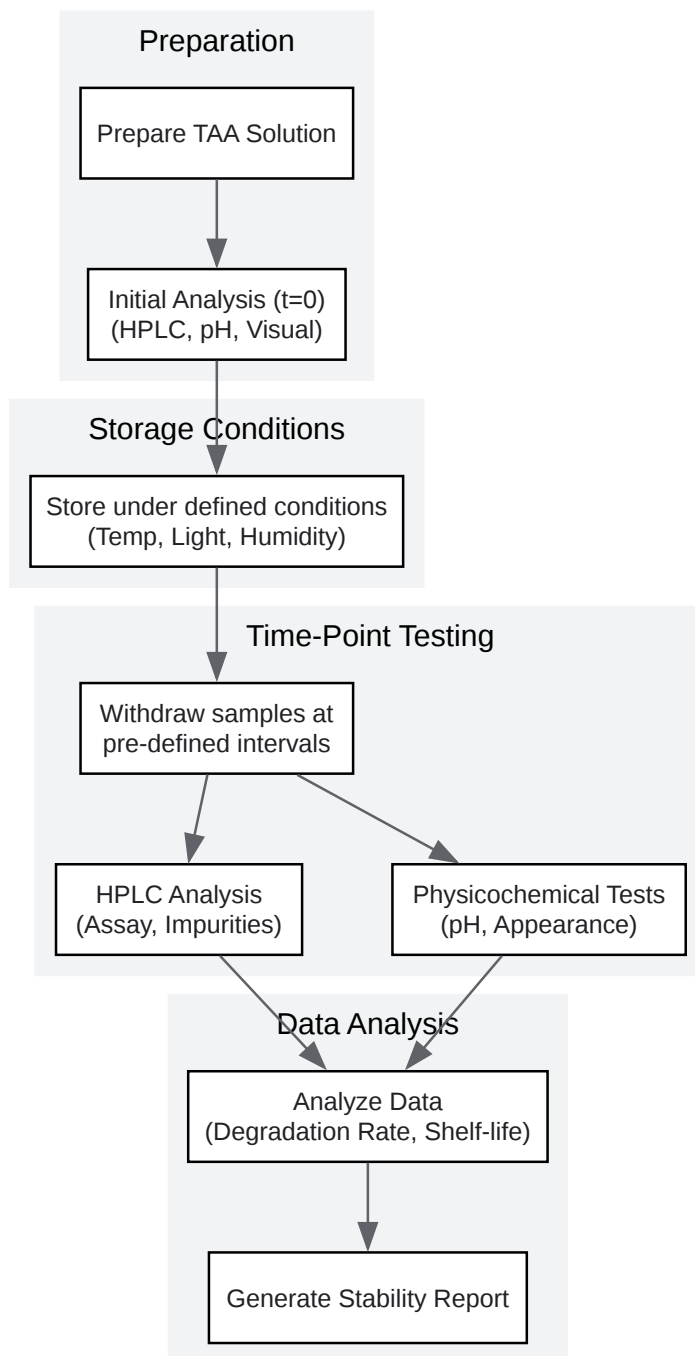 Preparation
Prepare TAA Solution
Initial Analysis (t=0)
(HPLC, pH, Visual)
Storage Conditions
Store under defined conditions
(Temp, Light, Humidity)
Time-Point Testing
Withdraw samples at
pre-defined intervals
HPLC Analysis
(Assay, Impurities)
Physicochemical Tests
(pH, Appearance)
Data Analysis
Analyze Data
(Degradation Rate, Shelf-life)
Generate Stability Report